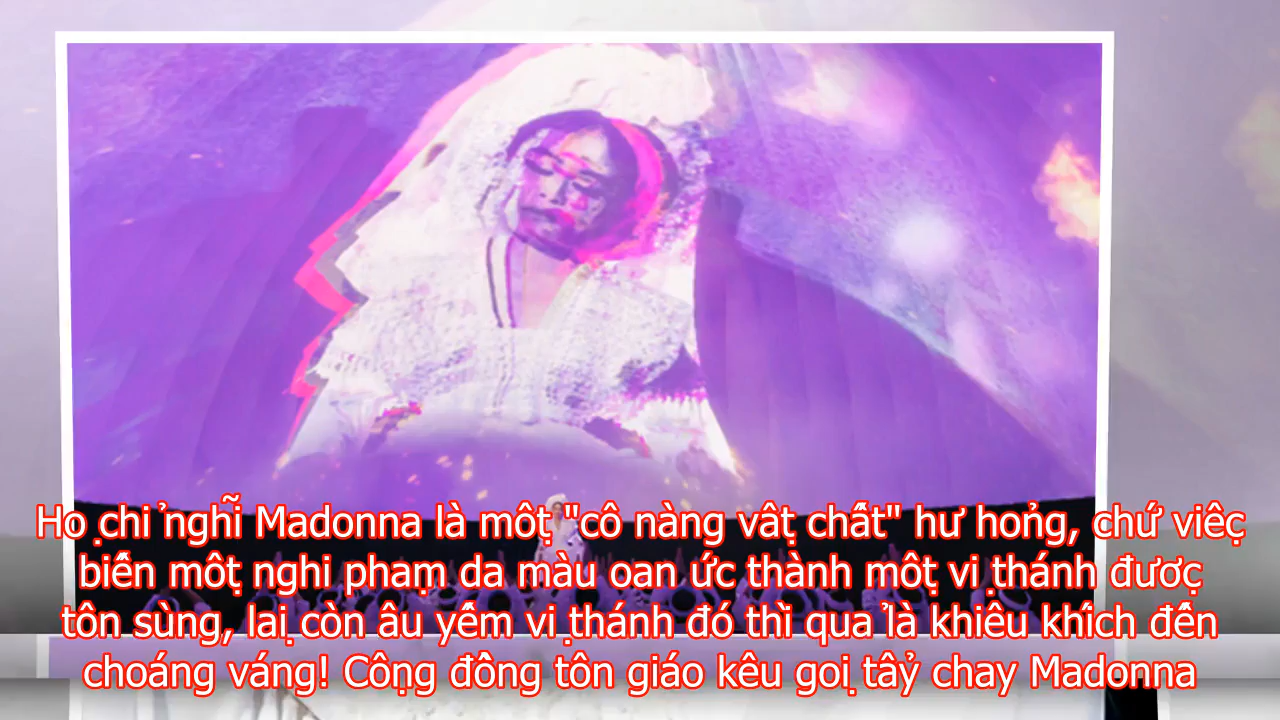 Họ chỉ nghĩ Madonna là một "cô nàng vật chất" hư hỏng, chứ việc
biến một nghi phạm da màu oan ức thành một vị thánh được
tôn sùng, lại còn âu yếm vị thánh đó thì quả là khiêu khích đến
choáng váng! Cộng đồng tôn giáo kêu gọi tẩy chay Madonna